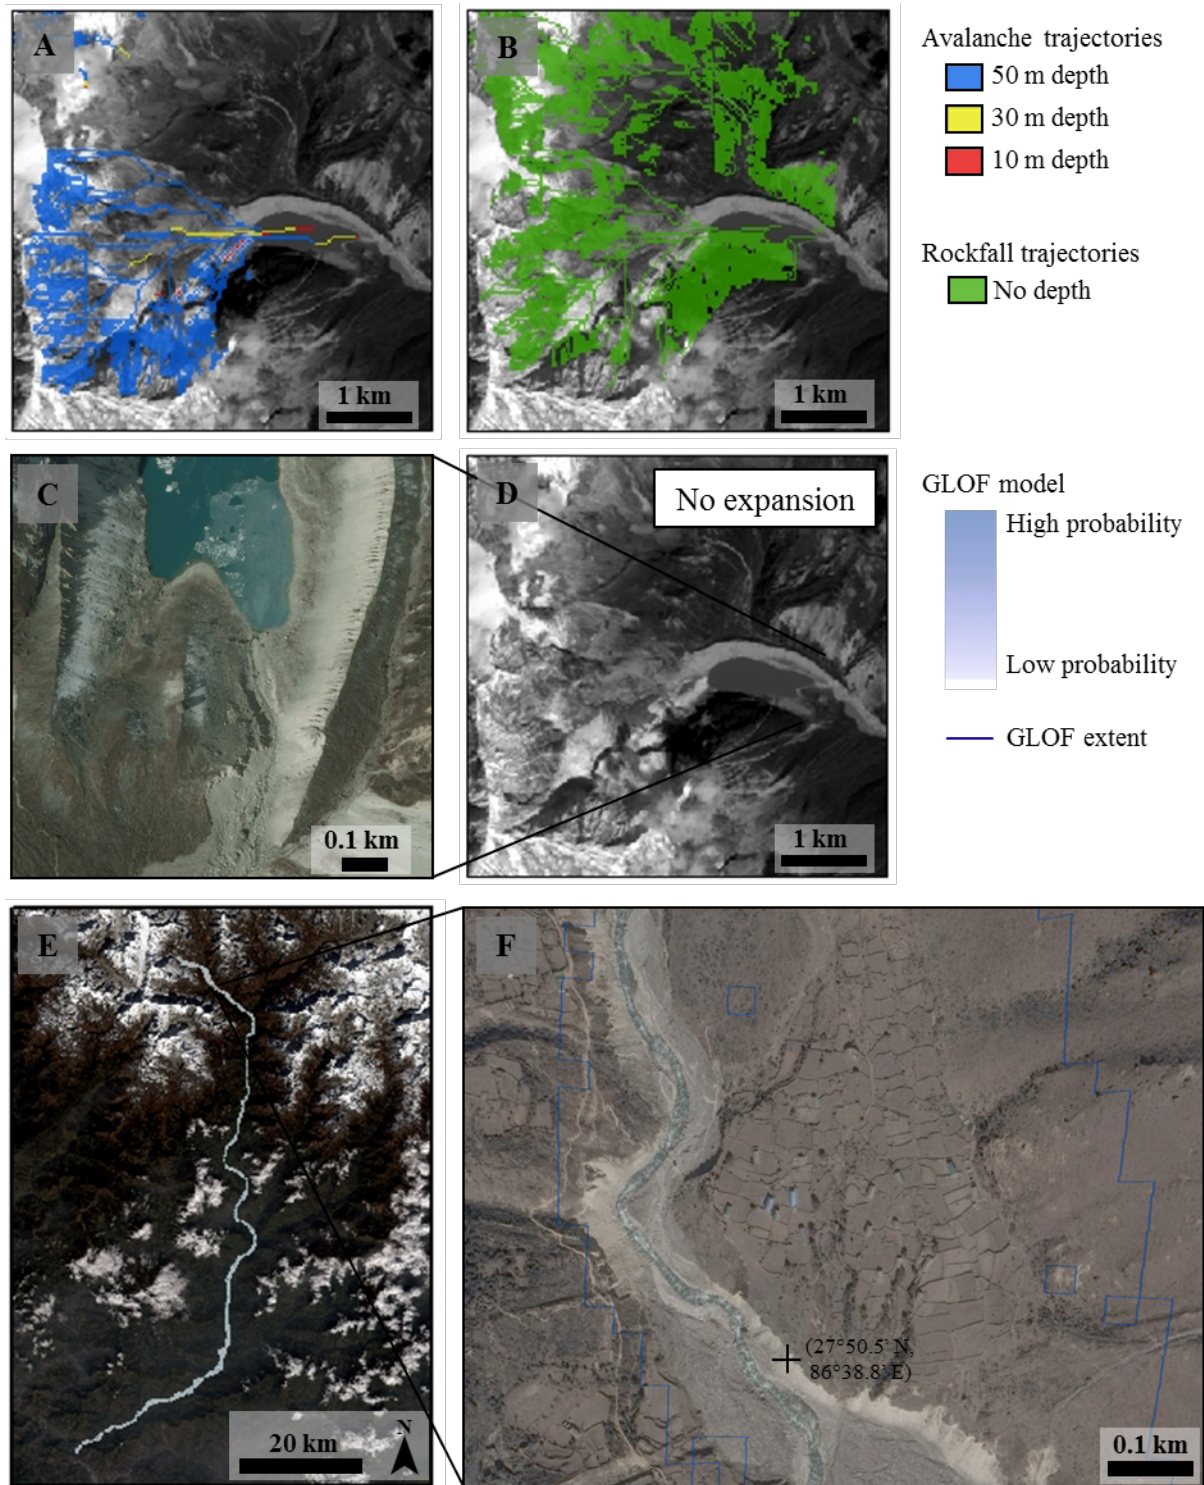 A
B
Avalanche trajectories
50 m depth
30 m depth
10 m depth
Rockfall trajectories
No depth
1 km
1 km
C
D
No expansion
GLOF model
High probability
Low probability
GLOF extent
0.1 km
1 km
E
F
(27°50.5' N,
86°38.8' E)
N
20 km
0.1 km